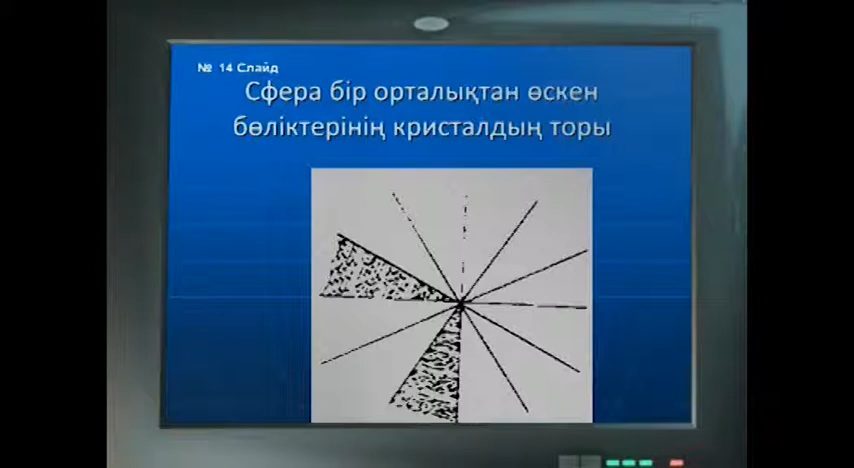 № 14 Слайд
Сфера бір орталықтан өскен
бөліктерінің кристалдың торы